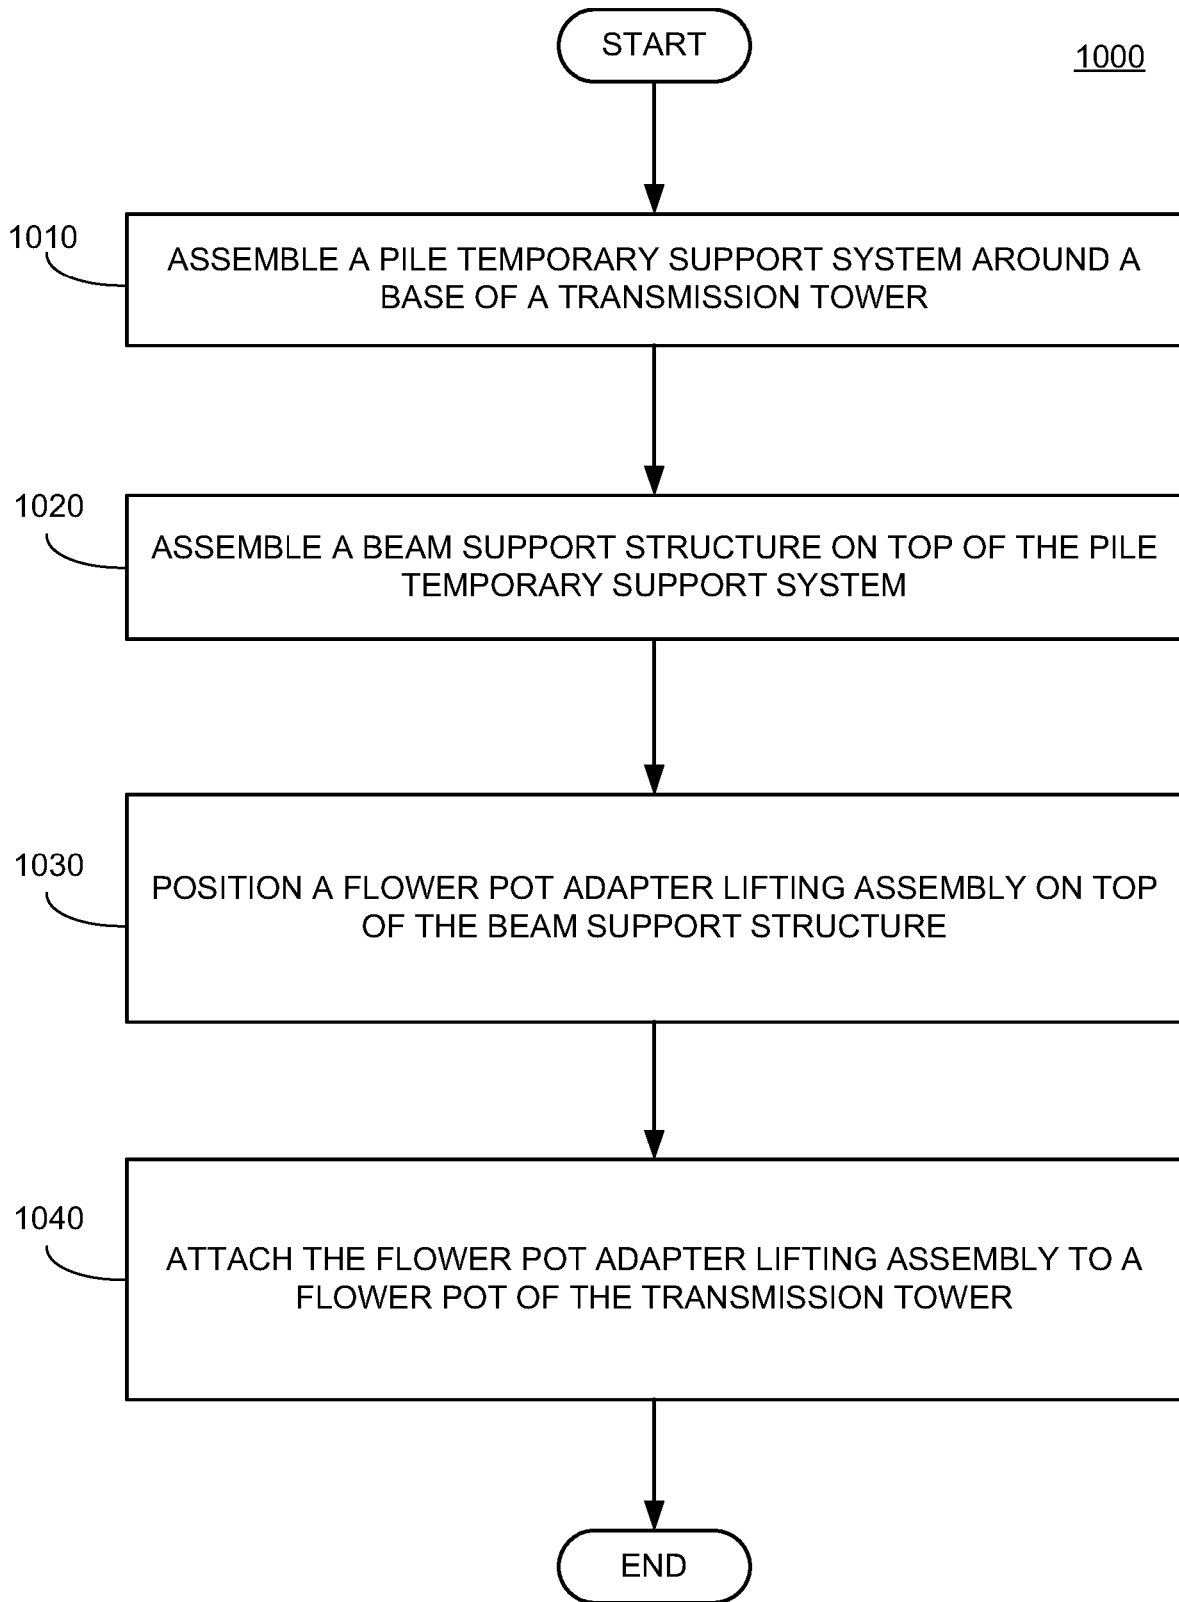 START
1000
1010
ASSEMBLE A PILE TEMPORARY SUPPORT SYSTEM AROUND A
BASE OF A TRANSMISSION TOWER
1020
ASSEMBLE A BEAM SUPPORT STRUCTURE ON TOP OF THE PILE
TEMPORARY SUPPORT SYSTEM
1030
POSITION A FLOWER POT ADAPTER LIFTING ASSEMBLY ON TOP
OF THE BEAM SUPPORT STRUCTURE
1040
ATTACH THE FLOWER POT ADAPTER LIFTING ASSEMBLY TO A
FLOWER POT OF THE TRANSMISSION TOWER
END